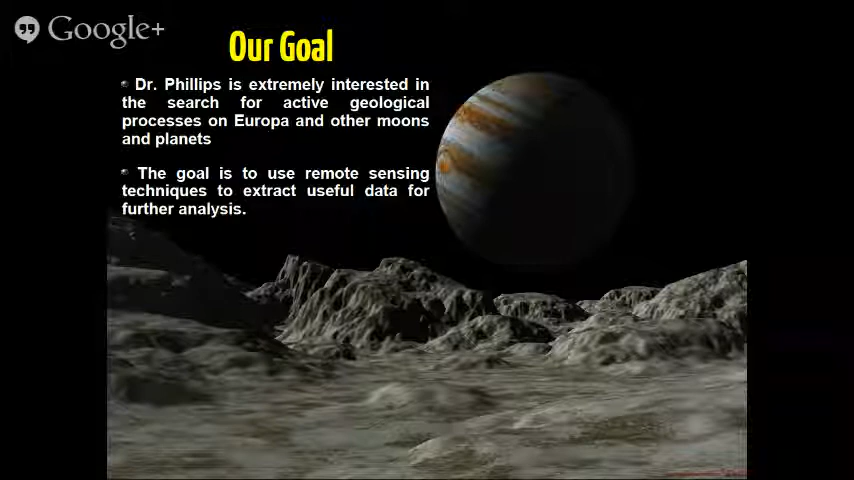 Google+
Our Goal
Dr. Phillips is extremely interested in
the search for active geological
processes on Europa and other moons
and planets
The goal is to use remote sensing
techniques to extract useful data for
further analysis.